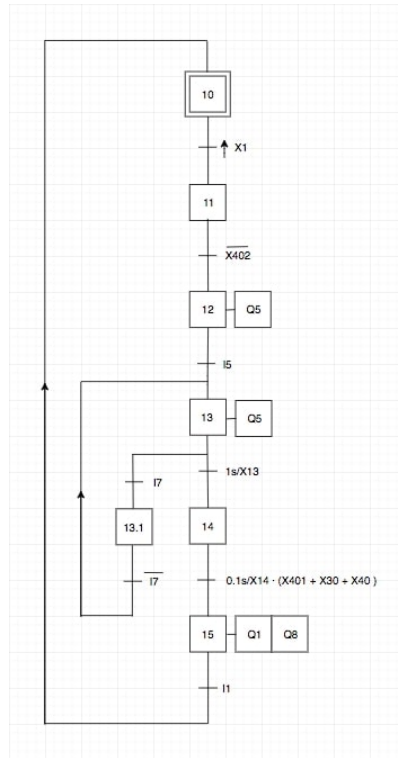 10
X1
11
X402
12 Q5
I5
13 Q5
1s/X13
I7
13.1 14
I7 0.1s/X14 · (X401 + X30 + X40 )
15 Q1 Q8
I1